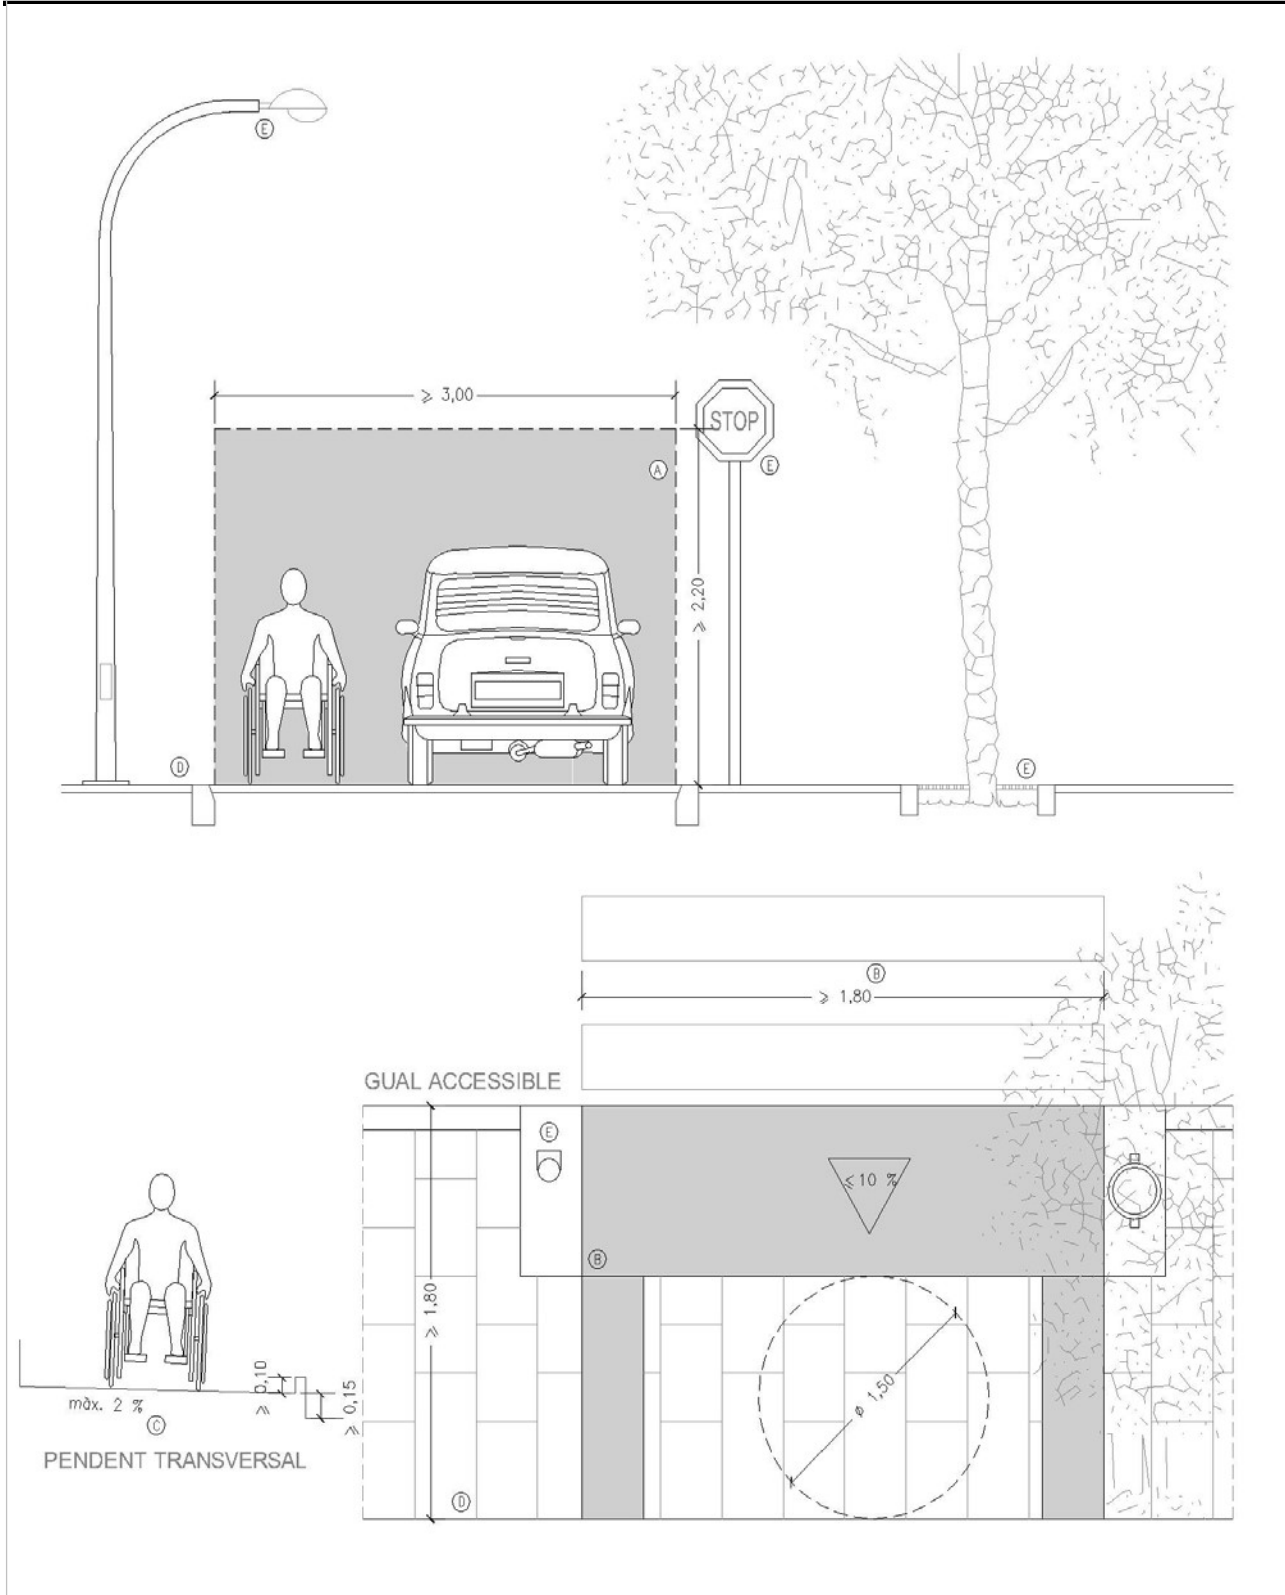 E
≥ 3,00
STOP
A
E
≥ 2,20
D
E
B
≥ 1,80
GUAL ACCESSIBLE
E
≤ 10 %
B
≥ 1,80
ø 1,50
≥ 0,10
≥ 0,15
màx. 2 %
C
PENDENT TRANSVERSAL
D